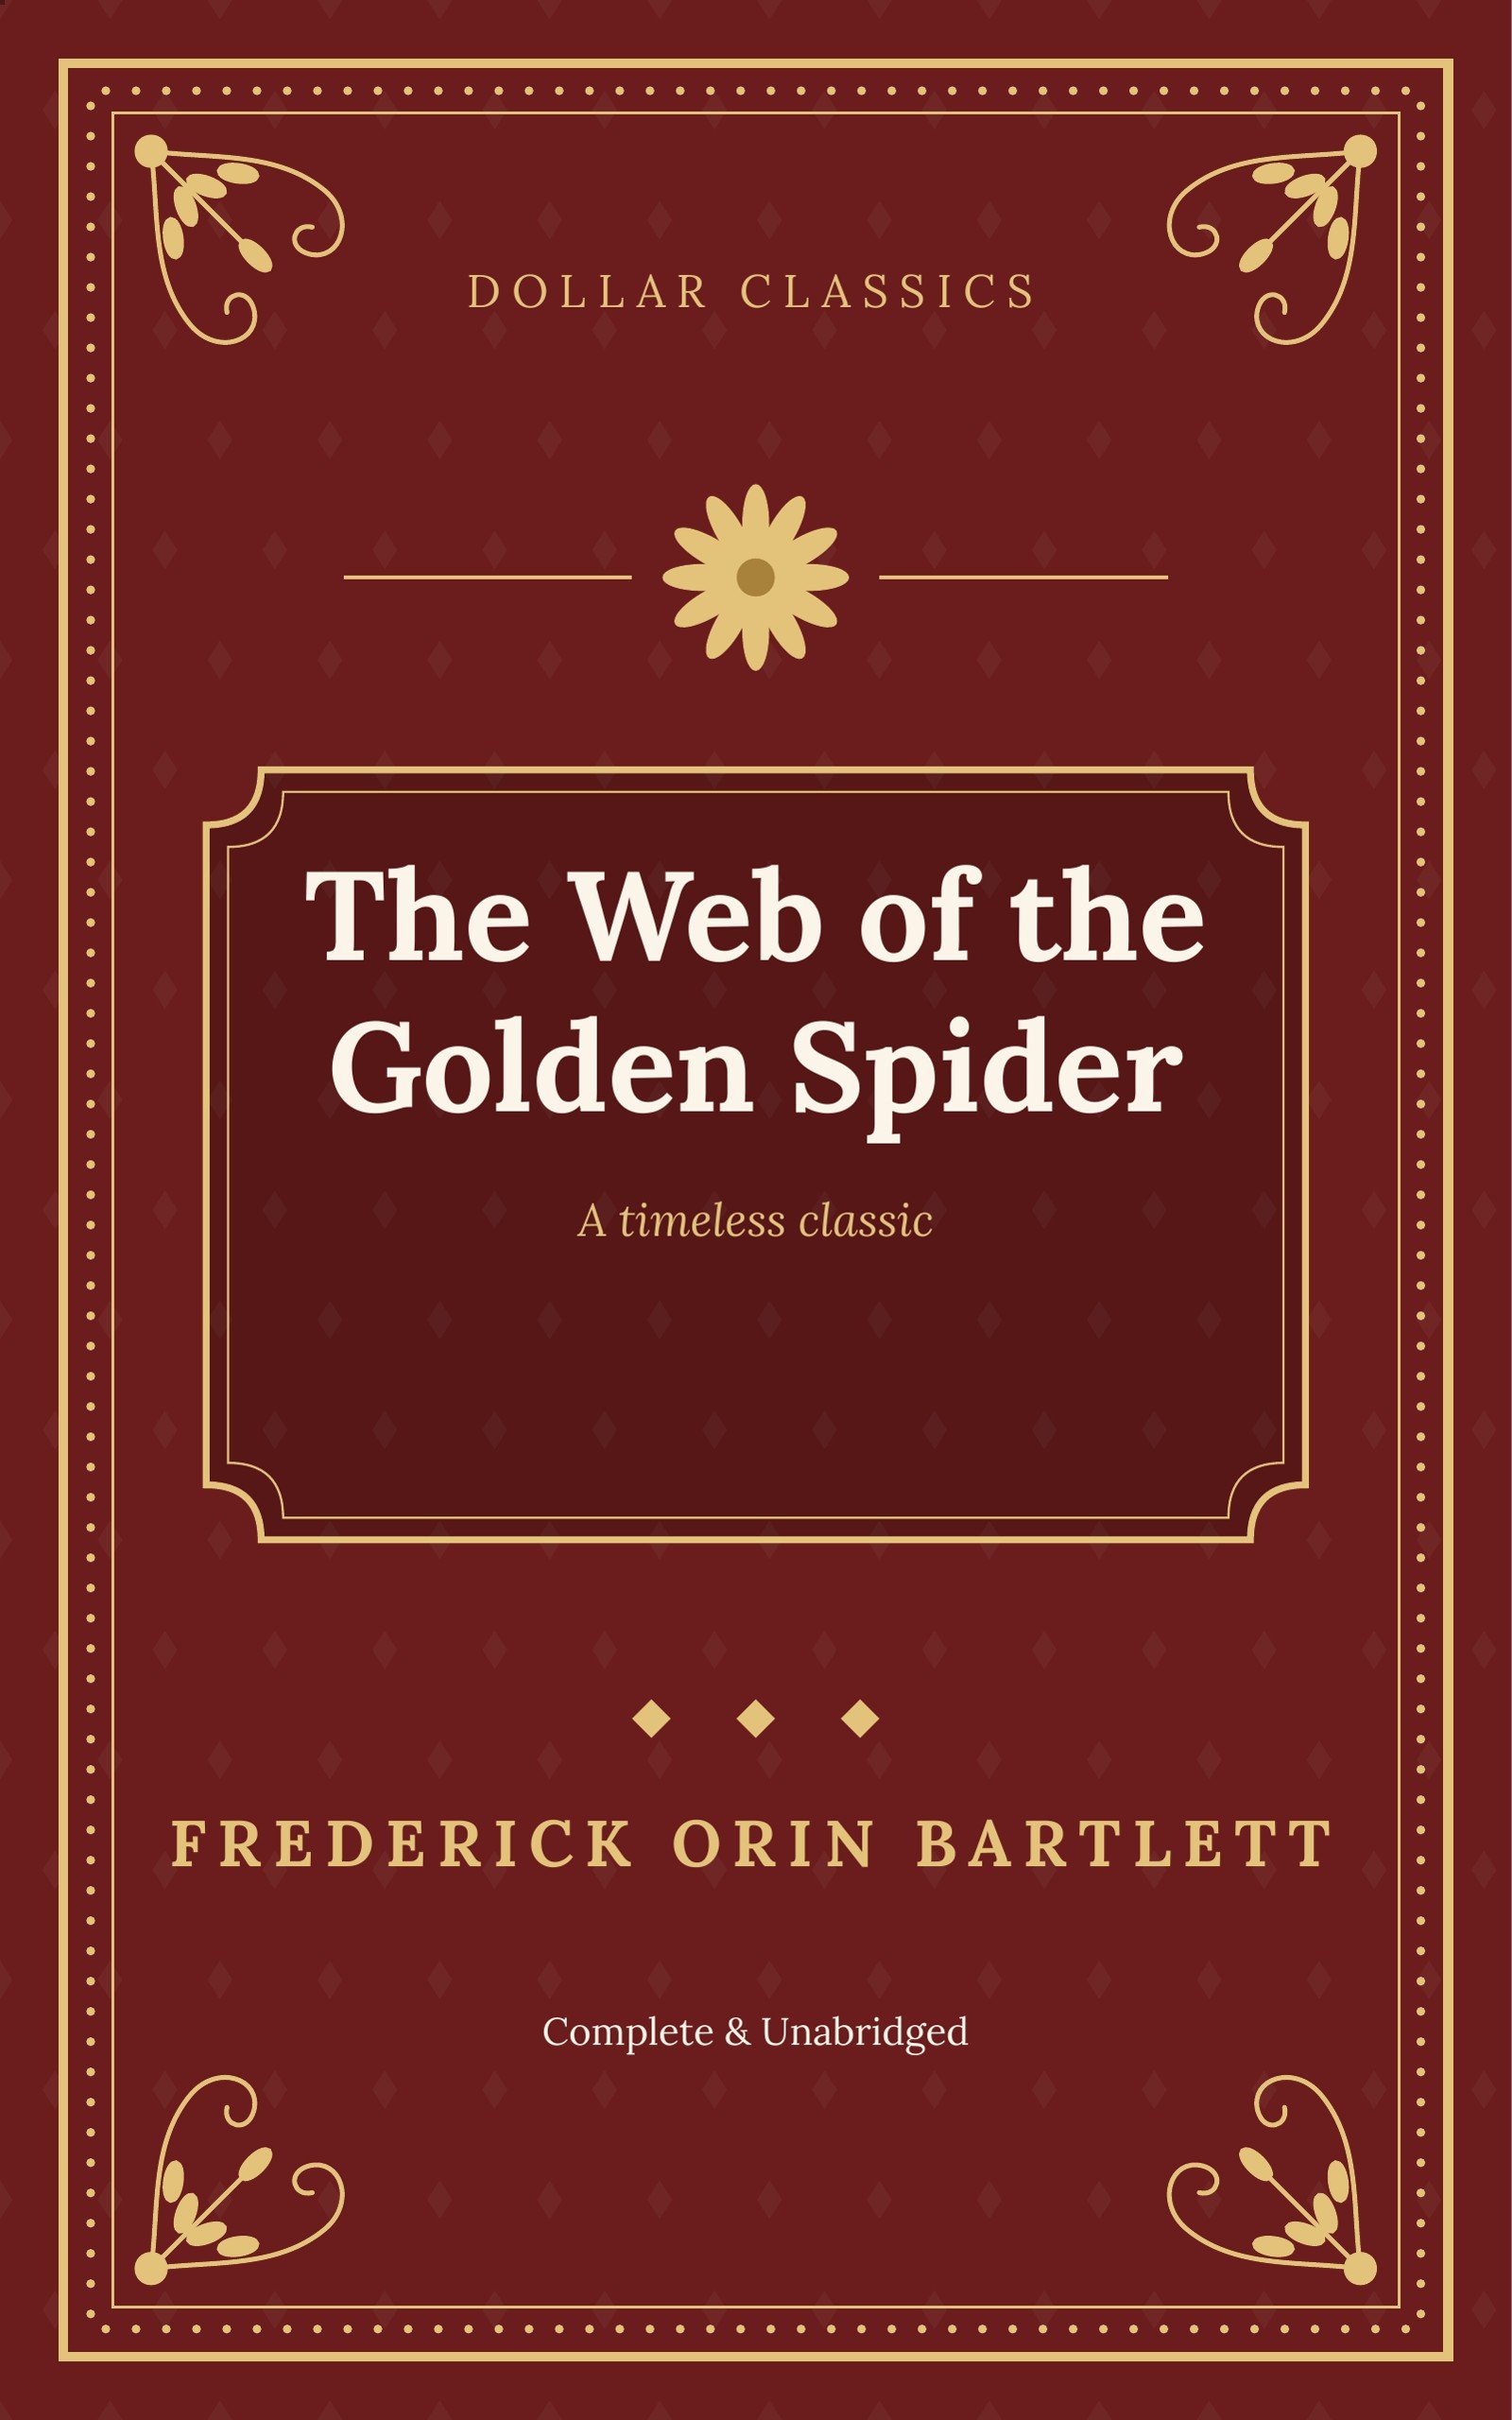 DOLLAR CLASSICS
The Web of the
Golden Spider
A timeless classic
FREDERICK ORIN BARTLETT
Complete & Unabridged